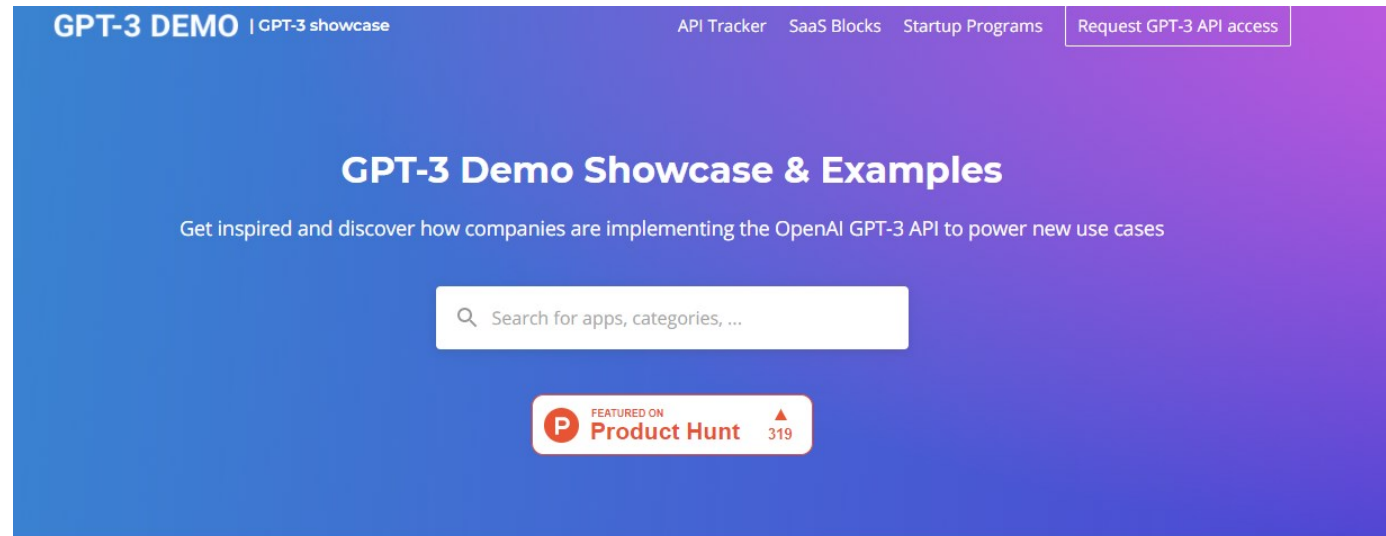 GPT-3 DEMO | GPT-3 showcase API Tracker SaaS Blocks Startup Programs Request GPT-3 API access
GPT-3 Demo Showcase & Examples
Get inspired and discover how companies are implementing the OpenAI GPT-3 API to power new use cases
Search for apps, categories, ...
P FEATURED ON ▲
Product Hunt 319